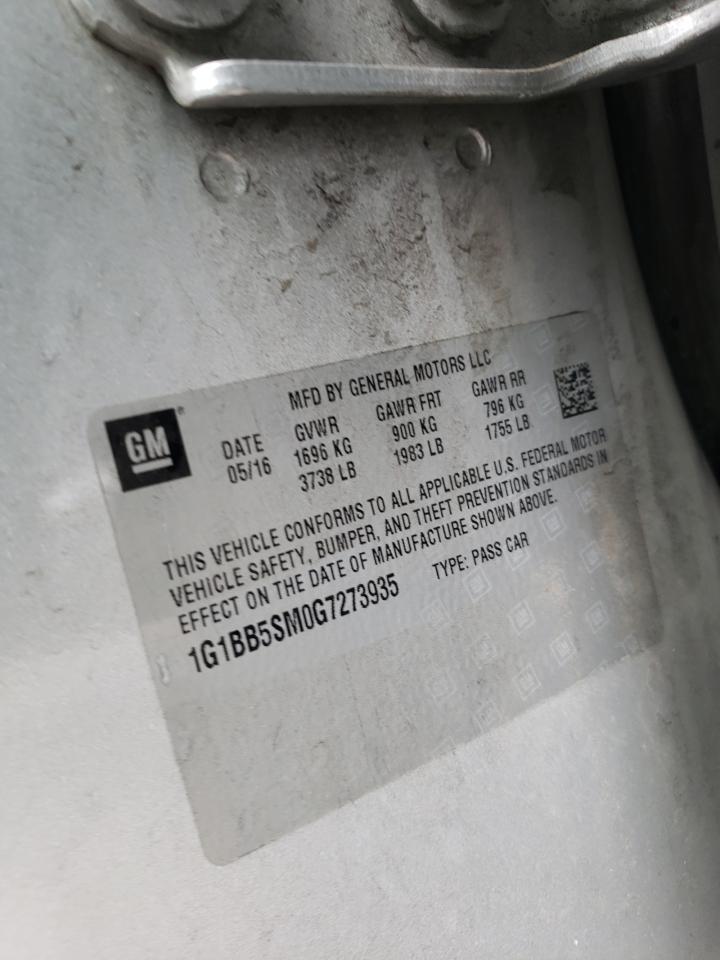 GM
MFD BY GENERAL MOTORS LLC
DATE GVWR GAWR FRT GAWR RR
05/16 1696 KG 900 KG 796 KG
3738 LB 1983 LB 1755 LB
THIS VEHICLE CONFORMS TO ALL APPLICABLE U.S. FEDERAL MOTOR
VEHICLE SAFETY, BUMPER, AND THEFT PREVENTION STANDARDS IN
EFFECT ON THE DATE OF MANUFACTURE SHOWN ABOVE.
1G1BB5SM0G7273935 TYPE: PASS CAR